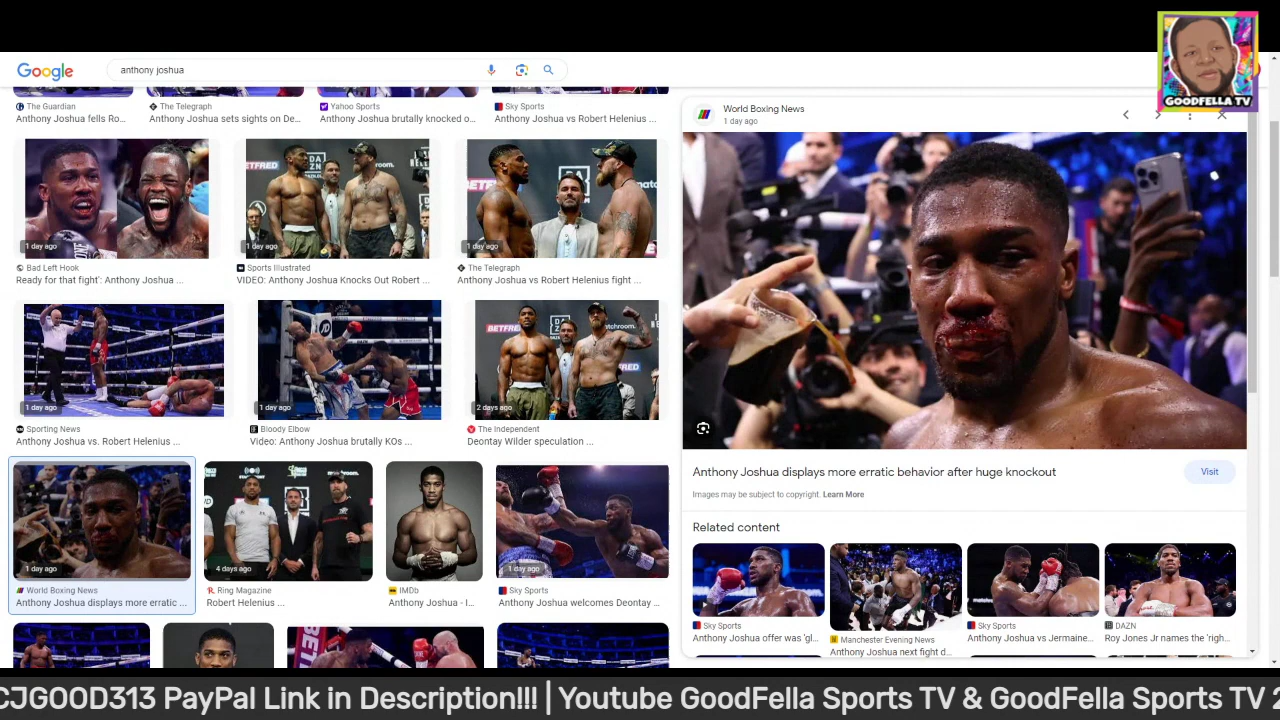 GOODFELLA TV
Google
anthony joshua
The Guardian
Anthony Joshua fells Ro...
The Telegraph
Anthony Joshua sets sights on De...
Yahoo Sports
Anthony Joshua brutally knocked o...
Sky Sports
Anthony Joshua vs Robert Helenius ...
1 day ago
Bad Left Hook
Ready for that fight': Anthony Joshua ...
BETFRED
DAZN
room.
1 day ago
Sports Illustrated
VIDEO: Anthony Joshua Knocks Out Robert ...
BETF
DAZN
1 day ago
The Telegraph
Anthony Joshua vs Robert Helenius fight ...
1 day ago
Sporting News
Anthony Joshua vs. Robert Helenius ...
1 day ago
Bloody Elbow
Video: Anthony Joshua brutally KOs ...
BETFRED
DAZN
tchroom.
2 days ago
The Independent
Deontay Wilder speculation ...
1 day ago
World Boxing News
Anthony Joshua displays more erratic ...
4 days ago
Ring Magazine
Robert Helenius ...
IMDb
Anthony Joshua - I...
1 day ago
Sky Sports
Anthony Joshua welcomes Deontay ...
World Boxing News
1 day ago
Anthony Joshua displays more erratic behavior after huge knockout
Visit
Images may be subject to copyright. Learn More
Related content
Sky Sports
Anthony Joshua offer was 'gl...
Manchester Evening News
Anthony Joshua next fight d...
Sky Sports
Anthony Joshua vs Jermaine...
DAZN
Roy Jones Jr names the 'righ...
CJGOOD313 PayPal Link in Description!!! | Youtube GoodFella Sports TV & GoodFella Sports TV 2